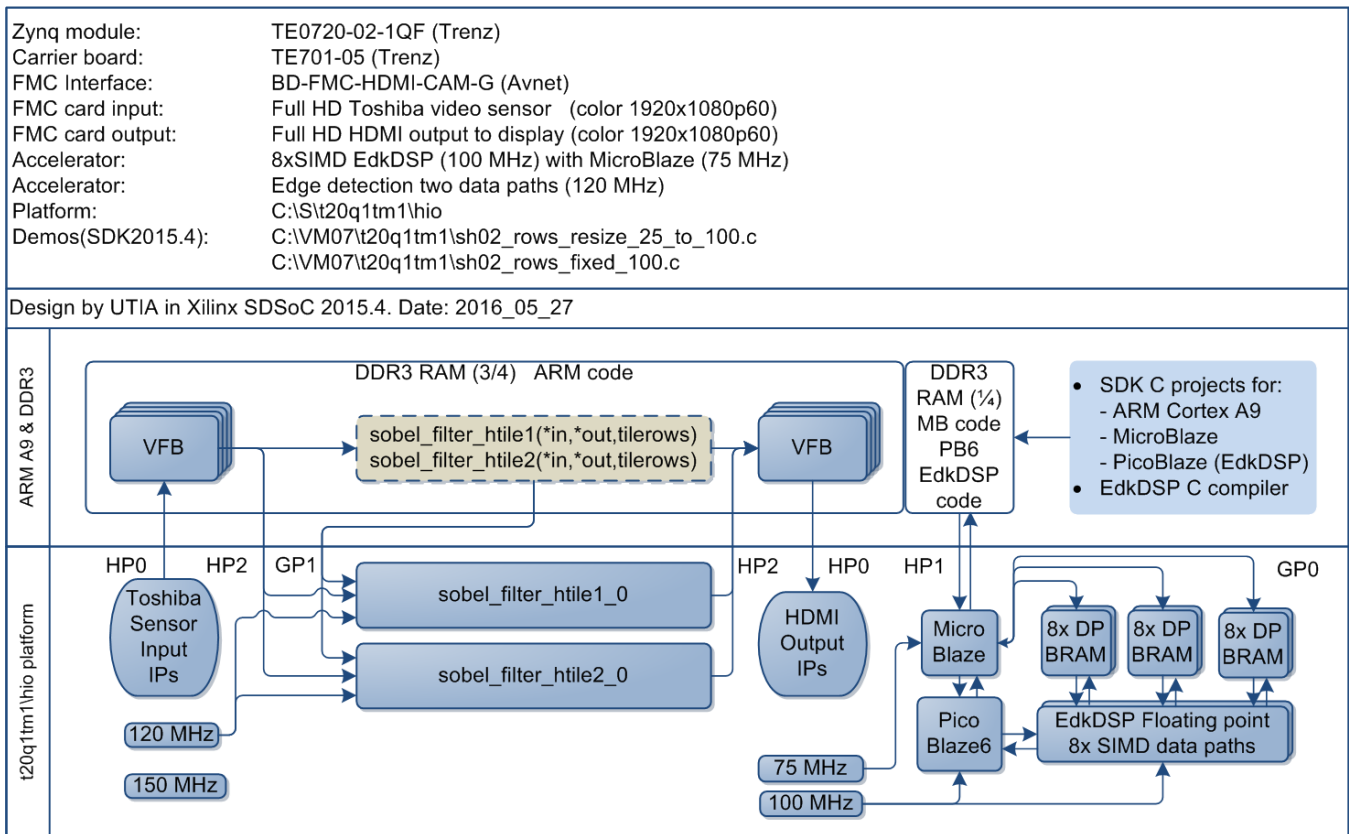 Zynq module: TE0720-02-1QF (Trenz)
Carrier board: TE701-05 (Trenz)
FMC Interface: BD-FMC-HDMI-CAM-G (Avnet)
FMC card input: Full HD Toshiba video sensor (color 1920x1080p60)
FMC card output: Full HD HDMI output to display (color 1920x1080p60)
Accelerator: 8xSIMD EdkDSP (100 MHz) with MicroBlaze (75 MHz)
Accelerator: Edge detection two data paths (120 MHz)
Platform: C:\S\t20q1tm1\hio
Demos(SDK2015.4): C:\VM07\t20q1tm1\sh02_rows_resize_25_to_100.c
C:\VM07\t20q1tm1\sh02_rows_fixed_100.c
Design by UTIA in Xilinx SDSoC 2015.4. Date: 2016_05_27
ARM A9 & DDR3
DDR3 RAM (3/4) ARM code
VFB
sobel_filter_htile1(*in,*out,tilerows)
sobel_filter_htile2(*in,*out,tilerows)
VFB
DDR3
RAM (¼)
MB code
PB6
EdkDSP
code
• SDK C projects for:
- ARM Cortex A9
- MicroBlaze
- PicoBlaze (EdkDSP)
• EdkDSP C compiler
t20q1tm1\hio platform
HP0
HP2
GP1
HP2
HP0
HP1
GP0
Toshiba
Sensor
Input
IPs
sobel_filter_htile1_0
sobel_filter_htile2_0
HDMI
Output
IPs
Micro
Blaze
8x DP
BRAM
8x DP
BRAM
8x DP
BRAM
Pico
Blaze6
EdkDSP Floating point
8x SIMD data paths
120 MHz
150 MHz
75 MHz
100 MHz